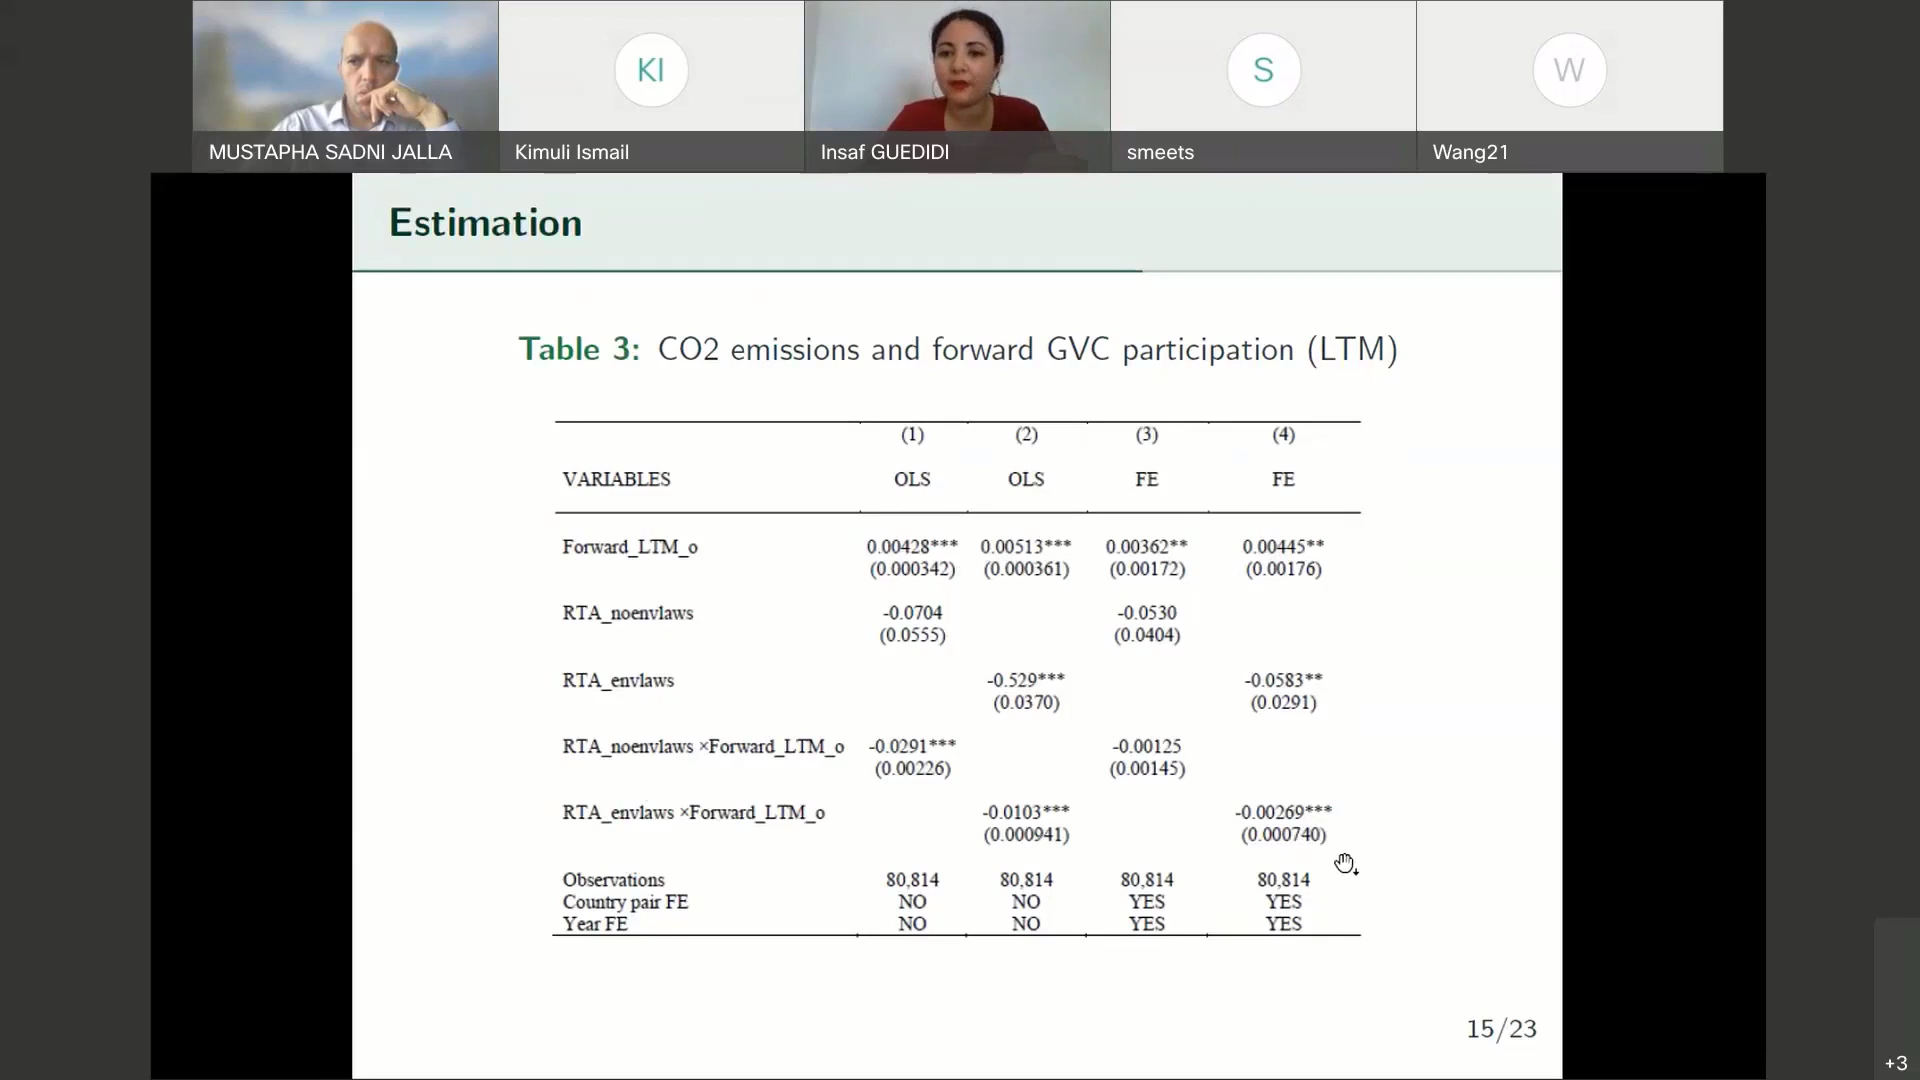 KI
S
W
MUSTAPHA SADNI JALLA
Kimuli Ismail
Insaf GUEDIDI
smeets
Wang21
Estimation
Table 3: CO2 emissions and forward GVC participation (LTM)
(1) (2) (3) (4)
VARIABLES OLS OLS FE FE
Forward_LTM_o 0.00428*** 0.00513*** 0.00362** 0.00445**
(0.000342) (0.000361) (0.00172) (0.00176)
RTA_noenvlaws -0.0704 -0.0530
(0.0555) (0.0404)
RTA_envlaws -0.529*** -0.0583**
(0.0370) (0.0291)
RTA_noenvlaws ×Forward_LTM_o -0.0291*** -0.00125
(0.00226) (0.00145)
RTA_envlaws ×Forward_LTM_o -0.0103*** -0.00269***
(0.000941) (0.000740)
Observations 80,814 80,814 80,814 80,814
Country pair FE NO NO YES YES
Year FE NO NO YES YES
15/23
+3